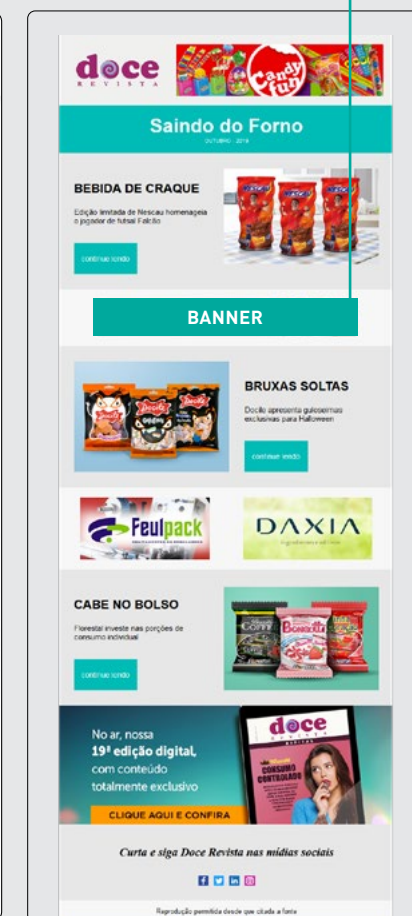 doce
REVISTA
Candy
fun
Saindo do Forno
OUTUBRO - 2016
BEBIDA DE CRAQUE
Edição limitada de Nescau homenageia
o jogador de futsal Falcão
continue lendo
BANNER
BRUXAS SOLTAS
Docile apresenta guloseimas
exclusivas para Halloween
continue lendo
Docile
Docile
Docile
Feulpack
DAXIA
CABE NO BOLSO
Florestal investe nas porções de
consumo individual
continue lendo
No ar, nossa
19ª edição digital,
com conteúdo
totalmente exclusivo
CLIQUE AQUI E CONFIRA
doce
REVISTA
CONSUMO
CONTROLADO
Curta e siga Doce Revista nas mídias sociais
Reprodução permitida desde que citada a fonte